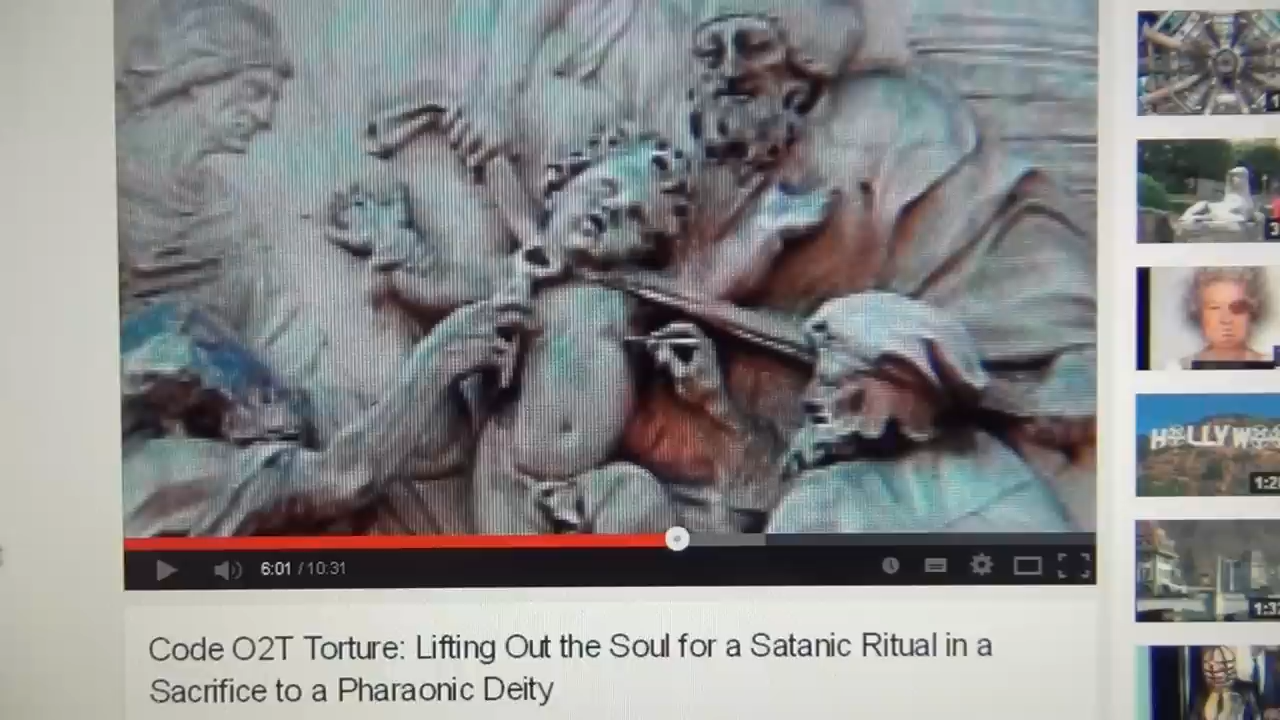 HOLLYWO
6:01 / 10:31
Code O2T Torture: Lifting Out the Soul for a Satanic Ritual in a
Sacrifice to a Pharaonic Deity